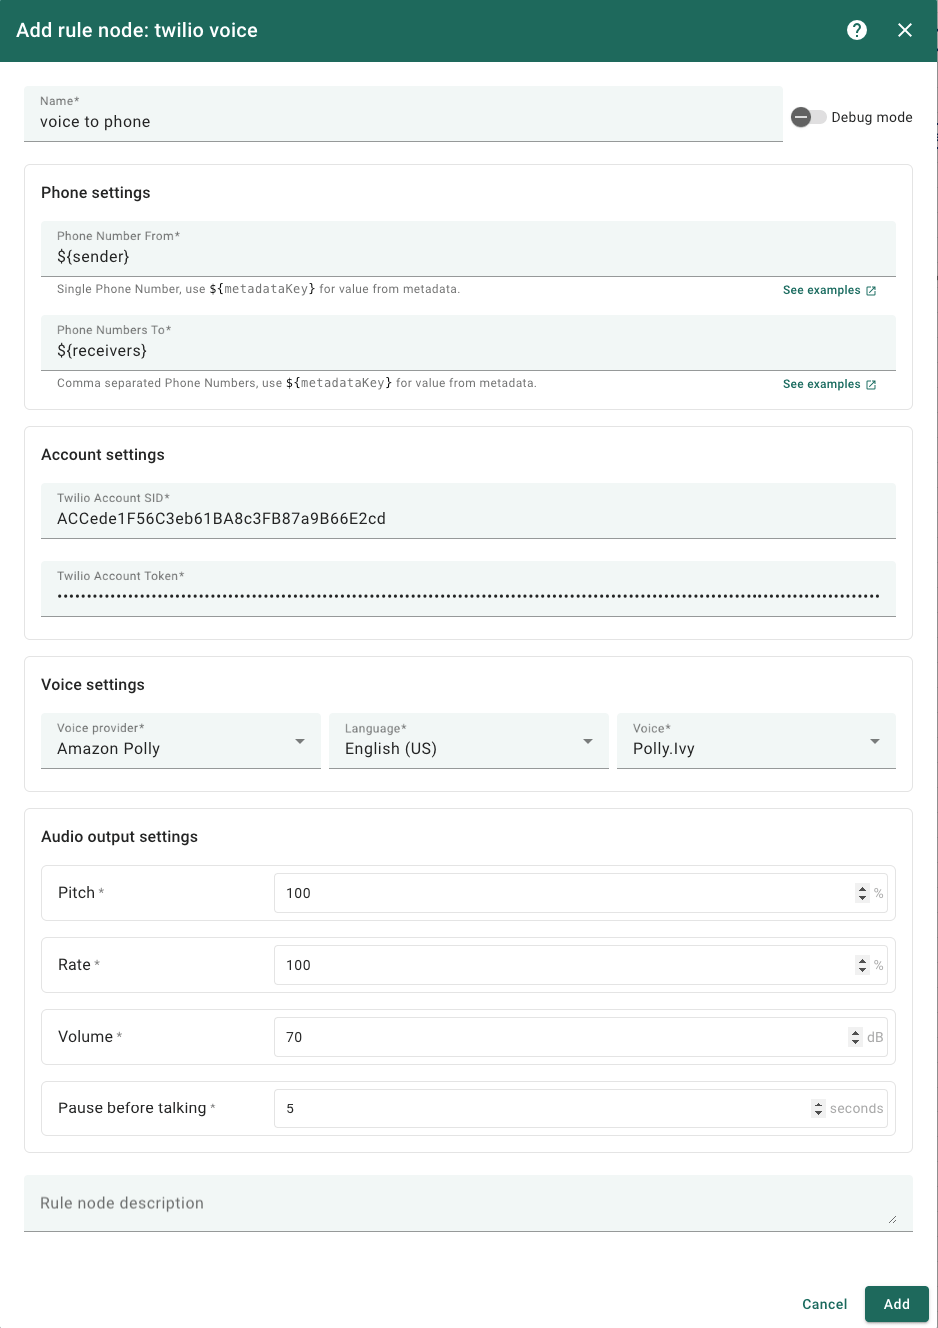 Add rule node: twilio voice
Name*
voice to phone
Debug mode
Phone settings
Phone Number From*
${sender}
Single Phone Number, use ${metadataKey} for value from metadata.
See examples
Phone Numbers To*
${receivers}
Comma separated Phone Numbers, use ${metadataKey} for value from metadata.
See examples
Account settings
Twilio Account SID*
ACCede1F56C3eb61BA8c3FB87a9B66E2cd
Twilio Account Token*
Voice settings
Voice provider*
Amazon Polly
Language*
English (US)
Voice*
Polly.Ivy
Audio output settings
Pitch *
100
%
Rate *
100
%
Volume *
70
dB
Pause before talking *
5
seconds
Rule node description
Cancel
Add